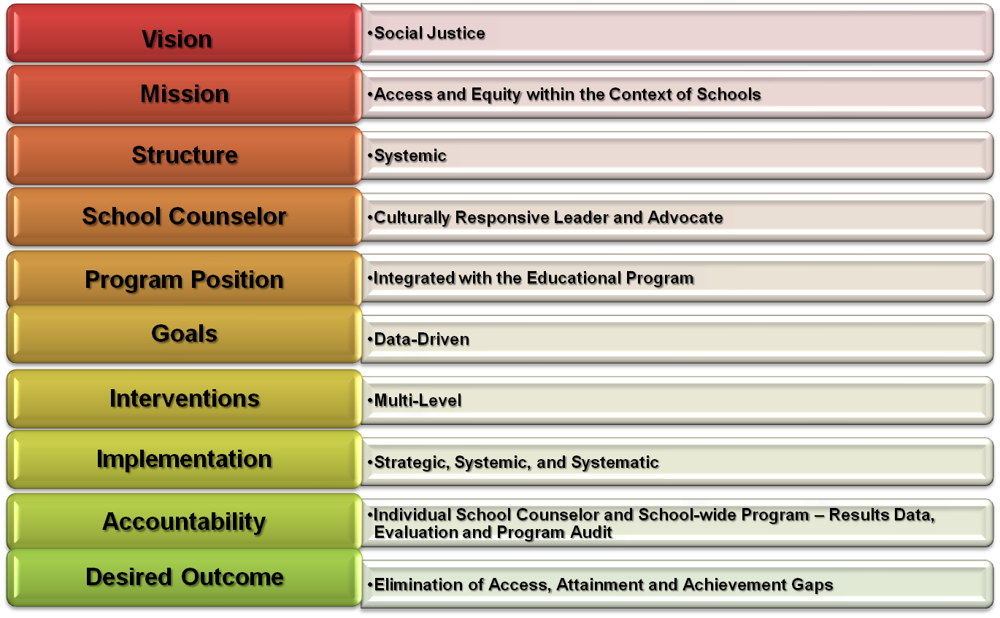 Vision
•Social Justice
Mission
•Access and Equity within the Context of Schools
Structure
•Systemic
School Counselor
•Culturally Responsive Leader and Advocate
Program Position
•Integrated with the Educational Program
Goals
•Data-Driven
Interventions
•Multi-Level
Implementation
•Strategic, Systemic, and Systematic
Accountability
•Individual School Counselor and School-wide Program – Results Data,
Evaluation and Program Audit
Desired Outcome
•Elimination of Access, Attainment and Achievement Gaps